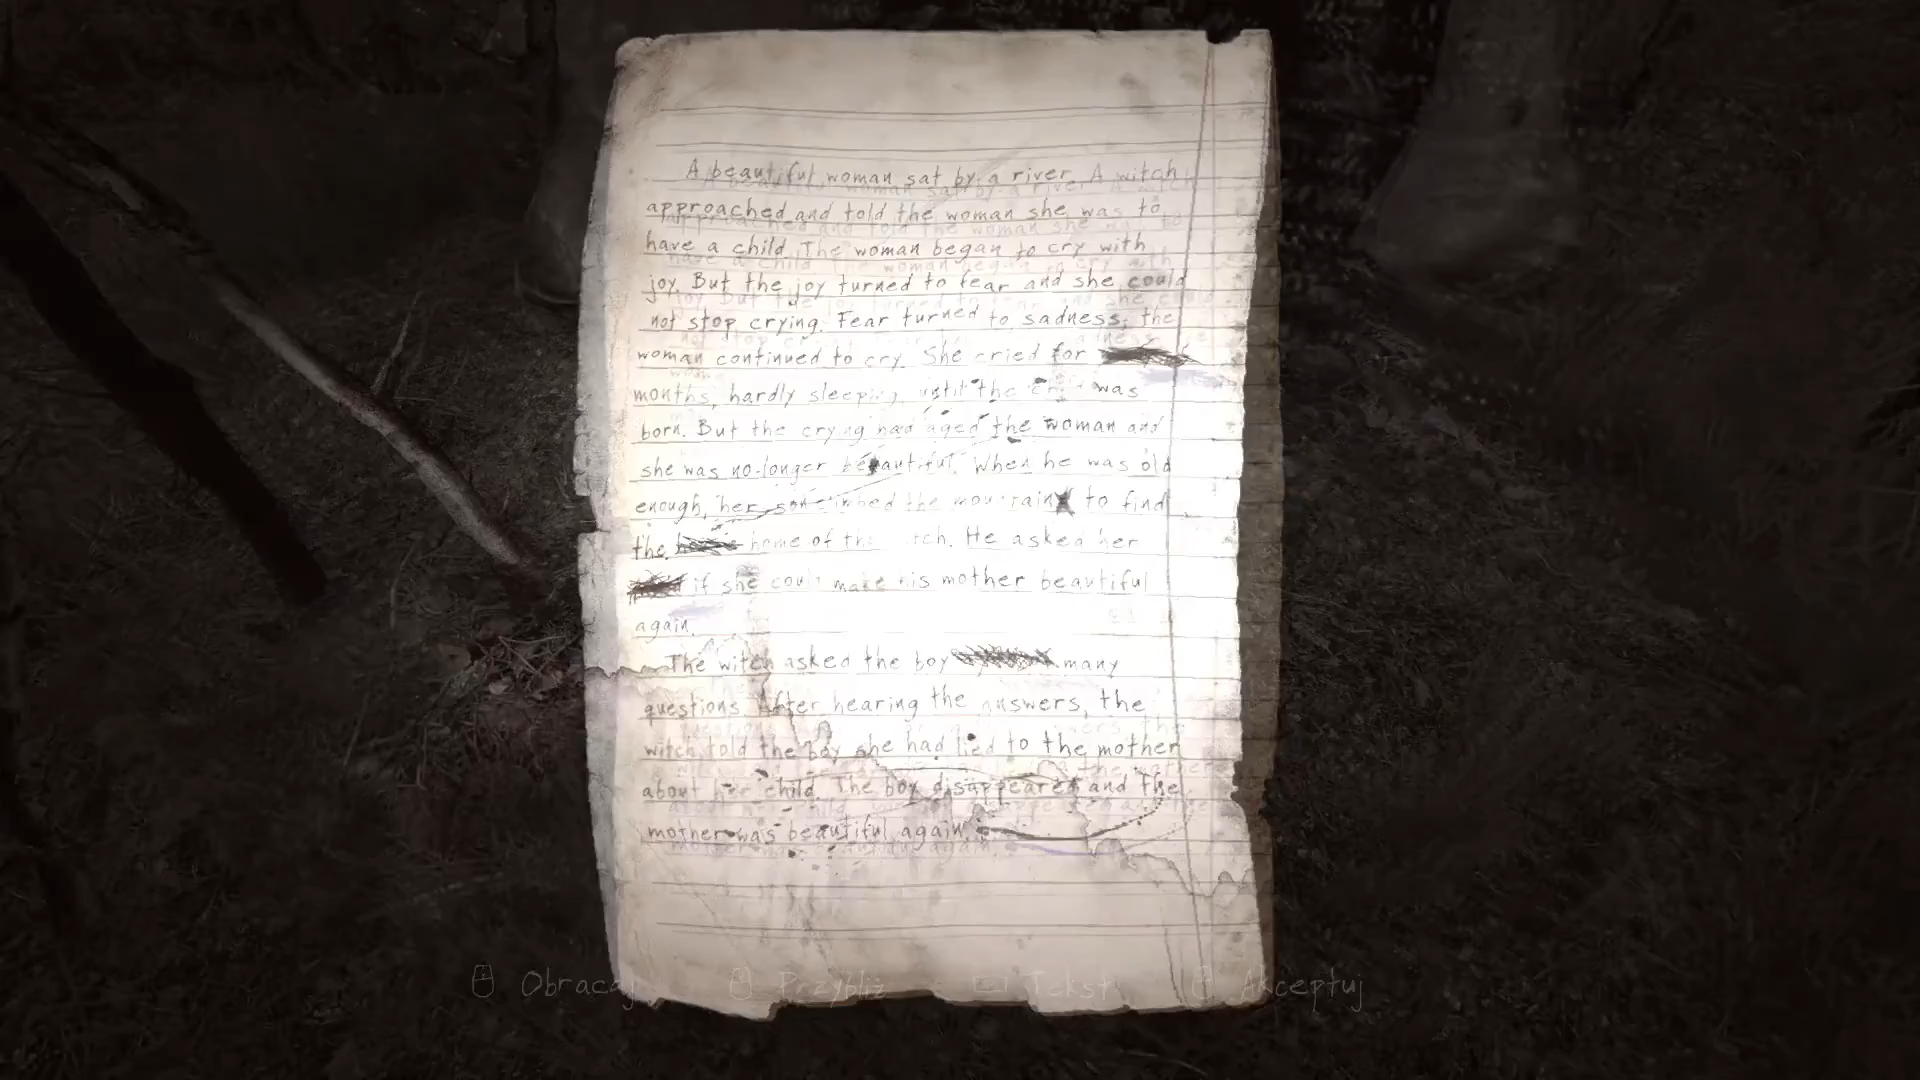 A beautiful woman sat by a river. A witch
approached and told the woman she was to
have a child. The woman began to cry with
joy. But the joy turned to fear and she could
not stop crying. Fear turned to sadness, the
woman continued to cry. She cried for
months, hardly sleeping, until the was
born. But the crying had aged the woman and
she was no-longer beautiful. When he was old
enough, her son climbed the mountain to find
the home of the witch. He asked her
if she could make his mother beautiful
again.
The witch asked the boy many
questions. After hearing the answers, the
witch told the boy she had lied to the mother
about her child. The boy disappeared and the
mother was beautiful again.
Obracaj Przybliż Tekst Akceptuj